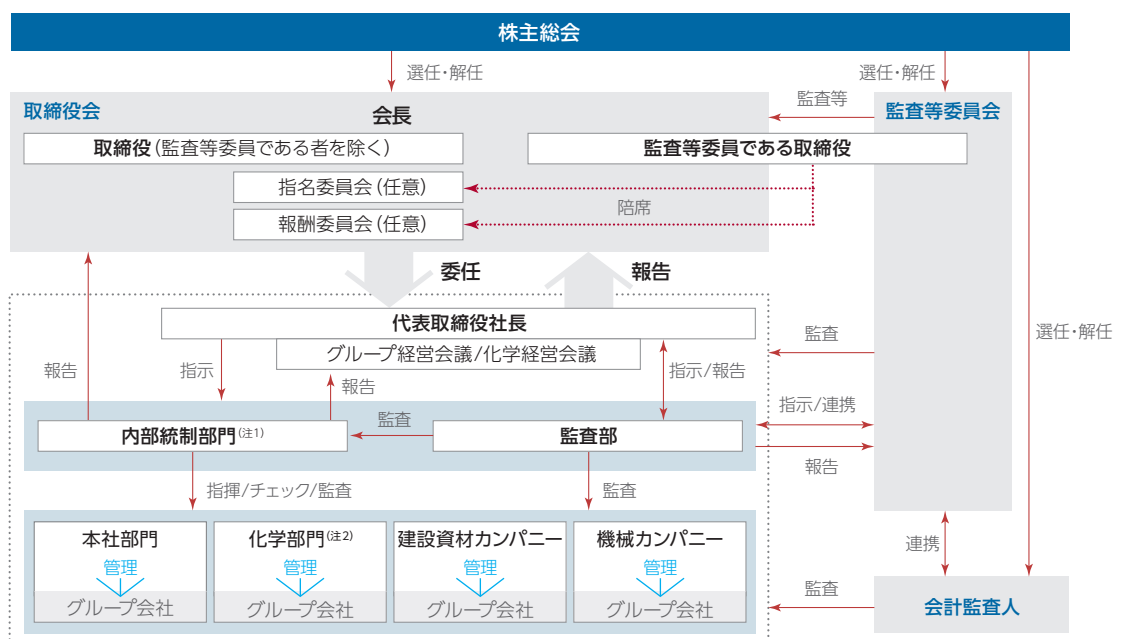 株主総会
選任・解任
選任・解任
取締役会
会長
監査等
監査等委員会
取締役（監査等委員である者を除く）
監査等委員である取締役
指名委員会（任意）
陪席
報酬委員会（任意）
委任
報告
代表取締役社長
選任・解任
監査
グループ経営会議/化学経営会議
報告
指示
指示/報告
報告
指示/連携
監査
内部統制部門(注1)
監査部
報告
指揮/チェック/監査
監査
本社部門
化学部門(注2)
建設資材カンパニー
機械カンパニー
連携
管理
管理
管理
管理
監査
グループ会社
グループ会社
グループ会社
グループ会社
会計監査人